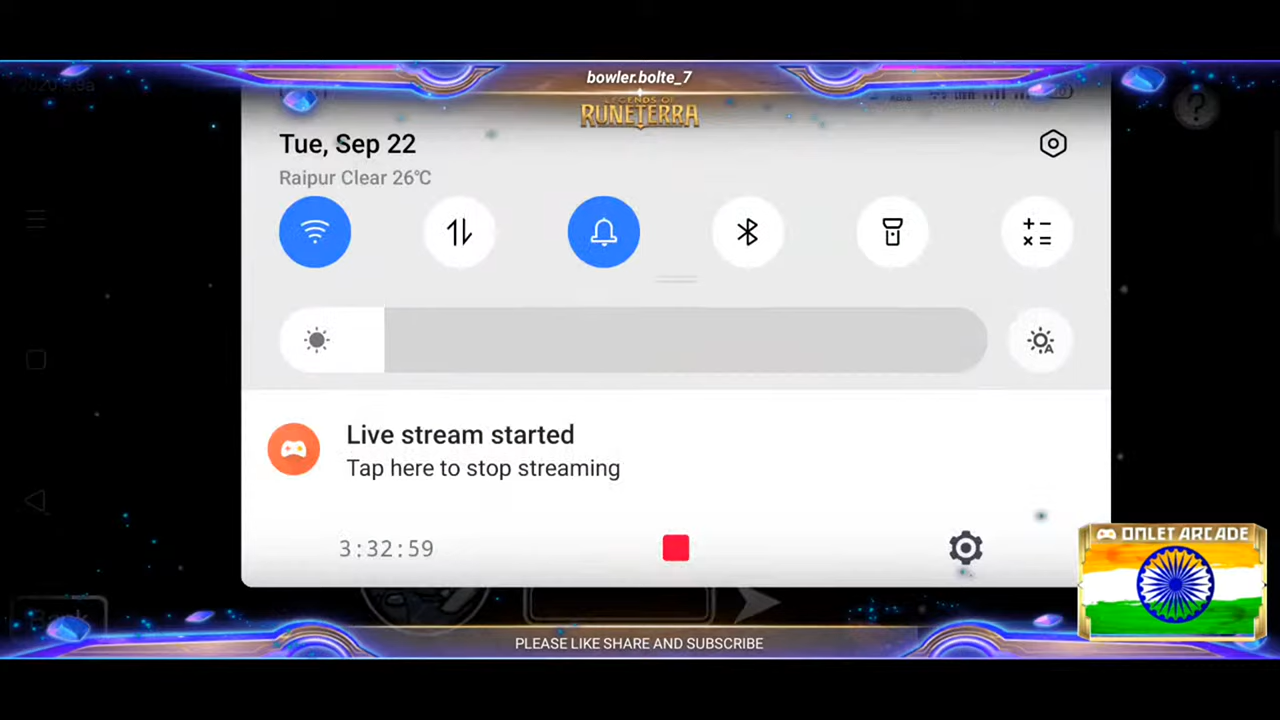 bowler.bolte_7
LEGENDS OF
RUNETERRA
Tue, Sep 22
Raipur Clear 26°C
Live stream started
Tap here to stop streaming
3:32:59
OMLET ARCADE
Back
PLEASE LIKE SHARE AND SUBSCRIBE